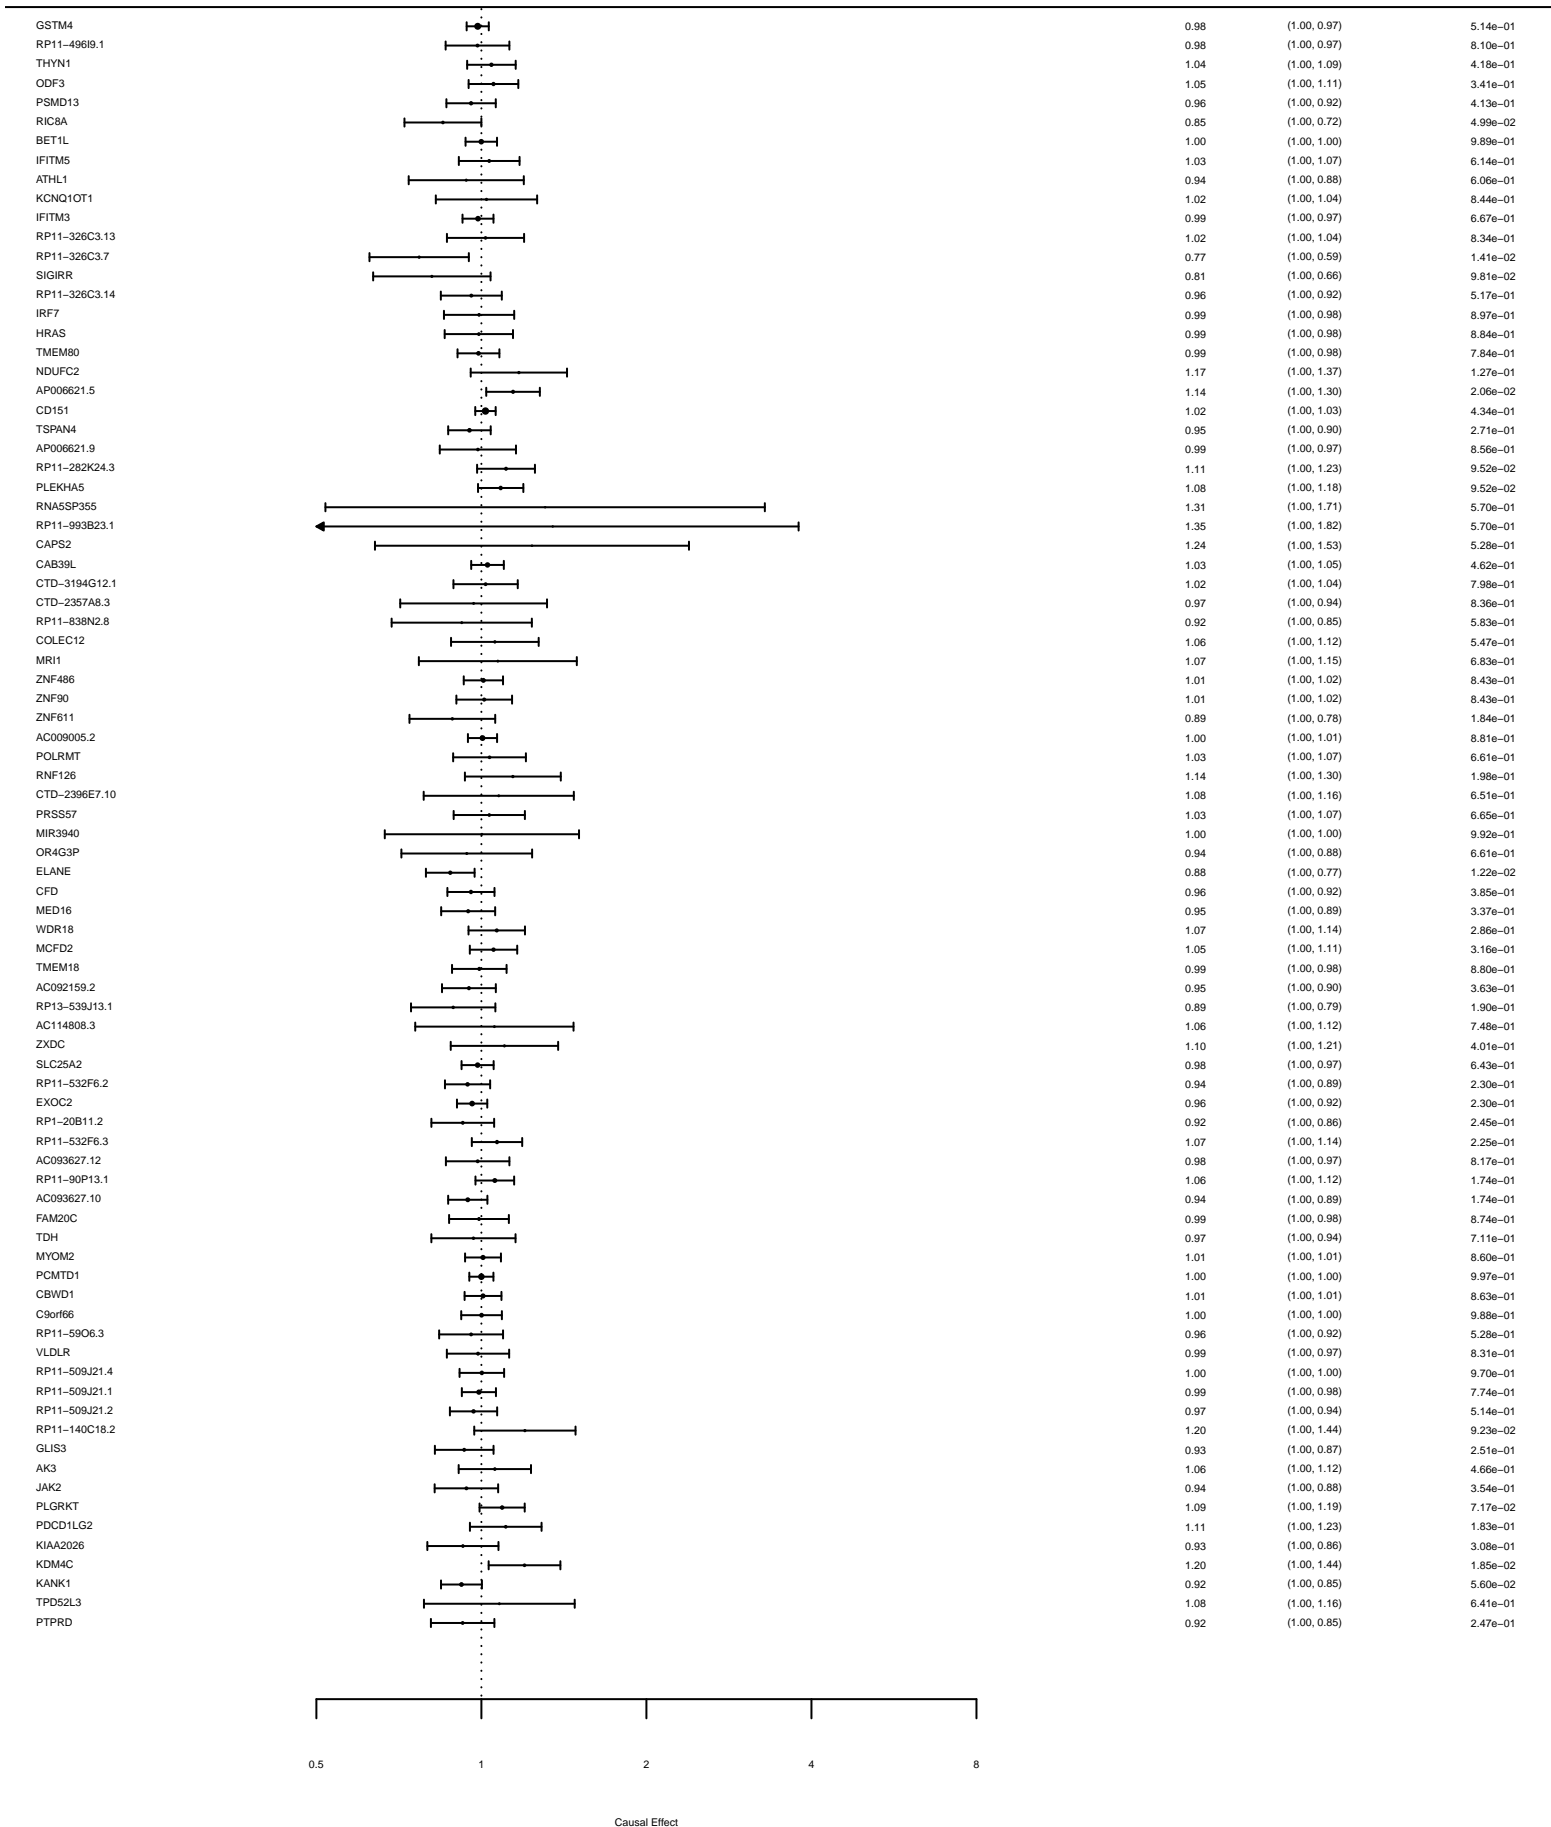 GSTM4 0.98 (1.00, 0.97) 5.14e−01
RP11−496I9.1 0.98 (1.00, 0.97) 8.10e−01
THYN1 1.04 (1.00, 1.09) 4.18e−01
ODF3 1.05 (1.00, 1.11) 3.41e−01
PSMD13 0.96 (1.00, 0.92) 4.13e−01
RIC8A 0.85 (1.00, 0.72) 4.99e−02
BET1L 1.00 (1.00, 1.00) 9.89e−01
IFITM5 1.03 (1.00, 1.07) 6.14e−01
ATHL1 0.94 (1.00, 0.88) 6.06e−01
KCNQ1OT1 1.02 (1.00, 1.04) 8.44e−01
IFITM3 0.99 (1.00, 0.97) 6.67e−01
RP11−326C3.13 1.02 (1.00, 1.04) 8.34e−01
RP11−326C3.7 0.77 (1.00, 0.59) 1.41e−02
SIGIRR 0.81 (1.00, 0.66) 9.81e−02
RP11−326C3.14 0.96 (1.00, 0.92) 5.17e−01
IRF7 0.99 (1.00, 0.98) 8.97e−01
HRAS 0.99 (1.00, 0.98) 8.84e−01
TMEM80 0.99 (1.00, 0.98) 7.84e−01
NDUFC2 1.17 (1.00, 1.37) 1.27e−01
AP006621.5 1.14 (1.00, 1.30) 2.06e−02
CD151 1.02 (1.00, 1.03) 4.34e−01
TSPAN4 0.95 (1.00, 0.90) 2.71e−01
AP006621.9 0.99 (1.00, 0.97) 8.56e−01
RP11−282K24.3 1.11 (1.00, 1.23) 9.52e−02
PLEKHA5 1.08 (1.00, 1.18) 9.52e−02
RNA5SP355 1.31 (1.00, 1.71) 5.70e−01
RP11−993B23.1 1.35 (1.00, 1.82) 5.70e−01
CAPS2 1.24 (1.00, 1.53) 5.28e−01
CAB39L 1.03 (1.00, 1.05) 4.62e−01
CTD−3194G12.1 1.02 (1.00, 1.04) 7.98e−01
CTD−2357A8.3 0.97 (1.00, 0.94) 8.36e−01
RP11−838N2.8 0.92 (1.00, 0.85) 5.83e−01
COLEC12 1.06 (1.00, 1.12) 5.47e−01
MRI1 1.07 (1.00, 1.15) 6.83e−01
ZNF486 1.01 (1.00, 1.02) 8.43e−01
ZNF90 1.01 (1.00, 1.02) 8.43e−01
ZNF611 0.89 (1.00, 0.78) 1.84e−01
AC009005.2 1.00 (1.00, 1.01) 8.81e−01
POLRMT 1.03 (1.00, 1.07) 6.61e−01
RNF126 1.14 (1.00, 1.30) 1.98e−01
CTD−2396E7.10 1.08 (1.00, 1.16) 6.51e−01
PRSS57 1.03 (1.00, 1.07) 6.65e−01
MIR3940 1.00 (1.00, 1.00) 9.92e−01
OR4G3P 0.94 (1.00, 0.88) 6.61e−01
ELANE 0.88 (1.00, 0.77) 1.22e−02
CFD 0.96 (1.00, 0.92) 3.85e−01
MED16 0.95 (1.00, 0.89) 3.37e−01
WDR18 1.07 (1.00, 1.14) 2.86e−01
MCFD2 1.05 (1.00, 1.11) 3.16e−01
TMEM18 0.99 (1.00, 0.98) 8.80e−01
AC092159.2 0.95 (1.00, 0.90) 3.63e−01
RP13−539J13.1 0.89 (1.00, 0.79) 1.90e−01
AC114808.3 1.06 (1.00, 1.12) 7.48e−01
ZXDC 1.10 (1.00, 1.21) 4.01e−01
SLC25A2 0.98 (1.00, 0.97) 6.43e−01
RP11−532F6.2 0.94 (1.00, 0.89) 2.30e−01
EXOC2 0.96 (1.00, 0.92) 2.30e−01
RP1−20B11.2 0.92 (1.00, 0.86) 2.45e−01
RP11−532F6.3 1.07 (1.00, 1.14) 2.25e−01
AC093627.12 0.98 (1.00, 0.97) 8.17e−01
RP11−90P13.1 1.06 (1.00, 1.12) 1.74e−01
AC093627.10 0.94 (1.00, 0.89) 1.74e−01
FAM20C 0.99 (1.00, 0.98) 8.74e−01
TDH 0.97 (1.00, 0.94) 7.11e−01
MYOM2 1.01 (1.00, 1.01) 8.60e−01
PCMTD1 1.00 (1.00, 1.00) 9.97e−01
CBWD1 1.01 (1.00, 1.01) 8.63e−01
C9orf66 1.00 (1.00, 1.00) 9.88e−01
RP11−59O6.3 0.96 (1.00, 0.92) 5.28e−01
VLDLR 0.99 (1.00, 0.97) 8.31e−01
RP11−509J21.4 1.00 (1.00, 1.00) 9.70e−01
RP11−509J21.1 0.99 (1.00, 0.98) 7.74e−01
RP11−509J21.2 0.97 (1.00, 0.94) 5.14e−01
RP11−140C18.2 1.20 (1.00, 1.44) 9.23e−02
GLIS3 0.93 (1.00, 0.87) 2.51e−01
AK3 1.06 (1.00, 1.12) 4.66e−01
JAK2 0.94 (1.00, 0.88) 3.54e−01
PLGRKT 1.09 (1.00, 1.19) 7.17e−02
PDCD1LG2 1.11 (1.00, 1.23) 1.83e−01
KIAA2026 0.93 (1.00, 0.86) 3.08e−01
KDM4C 1.20 (1.00, 1.44) 1.85e−02
KANK1 0.92 (1.00, 0.85) 5.60e−02
TPD52L3 1.08 (1.00, 1.16) 6.41e−01
PTPRD 0.92 (1.00, 0.85) 2.47e−01
0.5 1 2 4 8
Causal Effect